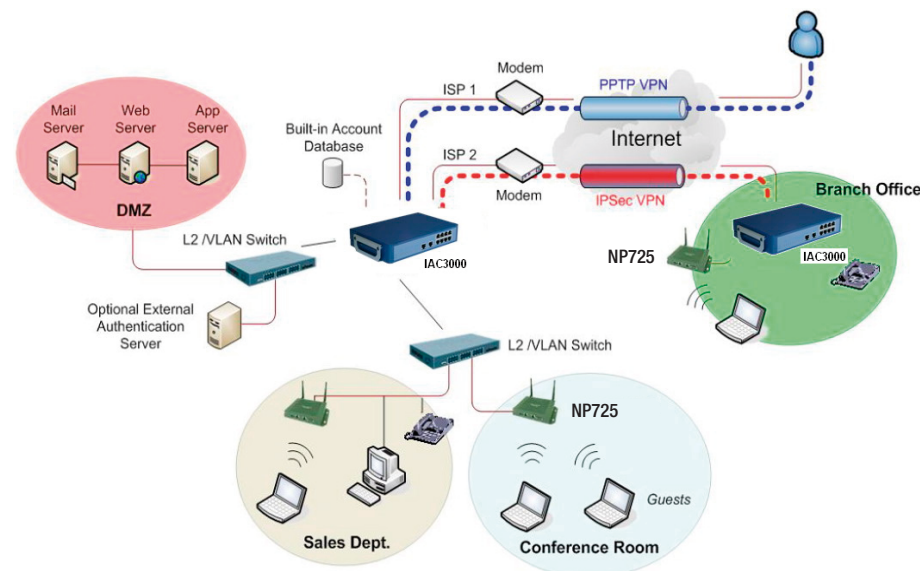 Modem
ISP 1
PPTP VPN
Mail
Server
Web
Server
App
Server
DMZ
Built-in Account
Database
Internet
ISP 2
Modem
IPSec VPN
Branch Office
L2 /VLAN Switch
IAC3000
NP725
IAC3000
Optional External
Authentication
Server
L2 /VLAN Switch
NP725
Guests
Sales Dept.
Conference Room